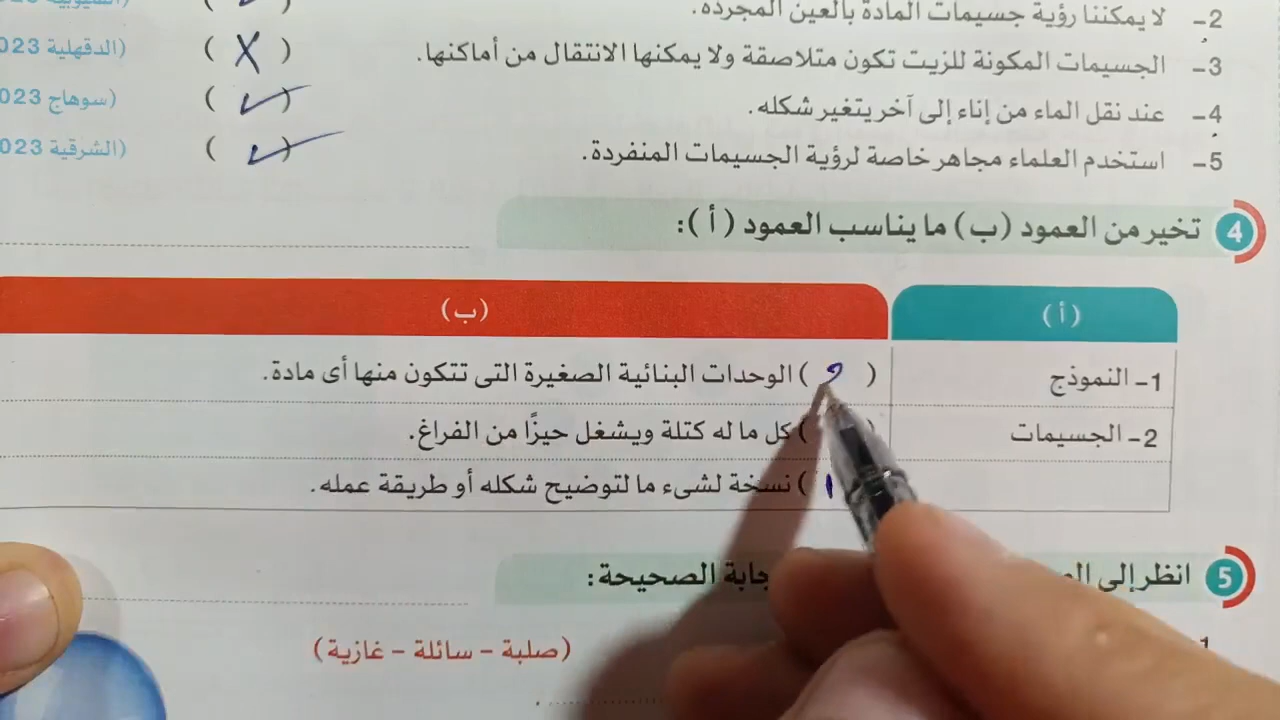 2- لا يمكننا رؤية جسيمات المادة بالعين المجردة. ( ✓ )
3- الجسيمات المكونة للزيت تكون متلاصقة ولا يمكنها الانتقال من أماكنها. ( X ) (الدقهلية 023
4- عند نقل الماء من إناء إلى آخر يتغير شكله. ( ✓ ) (سوهاج 023
5- استخدم العلماء مجاهر خاصة لرؤية الجسيمات المنفردة. ( ✓ ) (الشرقية 023
4 تخير من العمود (ب) ما يناسب العمود (أ):
(أ) (ب)
1- النموذج ( 2 ) الوحدات البنائية الصغيرة التى تتكون منها أى مادة.
2- الجسيمات ( ) كل ما له كتلة ويشغل حيزًا من الفراغ.
( 1 ) نسخة لشىء ما لتوضيح شكله أو طريقة عمله.
5 انظر إلى الصحيحة:
1
(صلبة - سائلة - غازية)